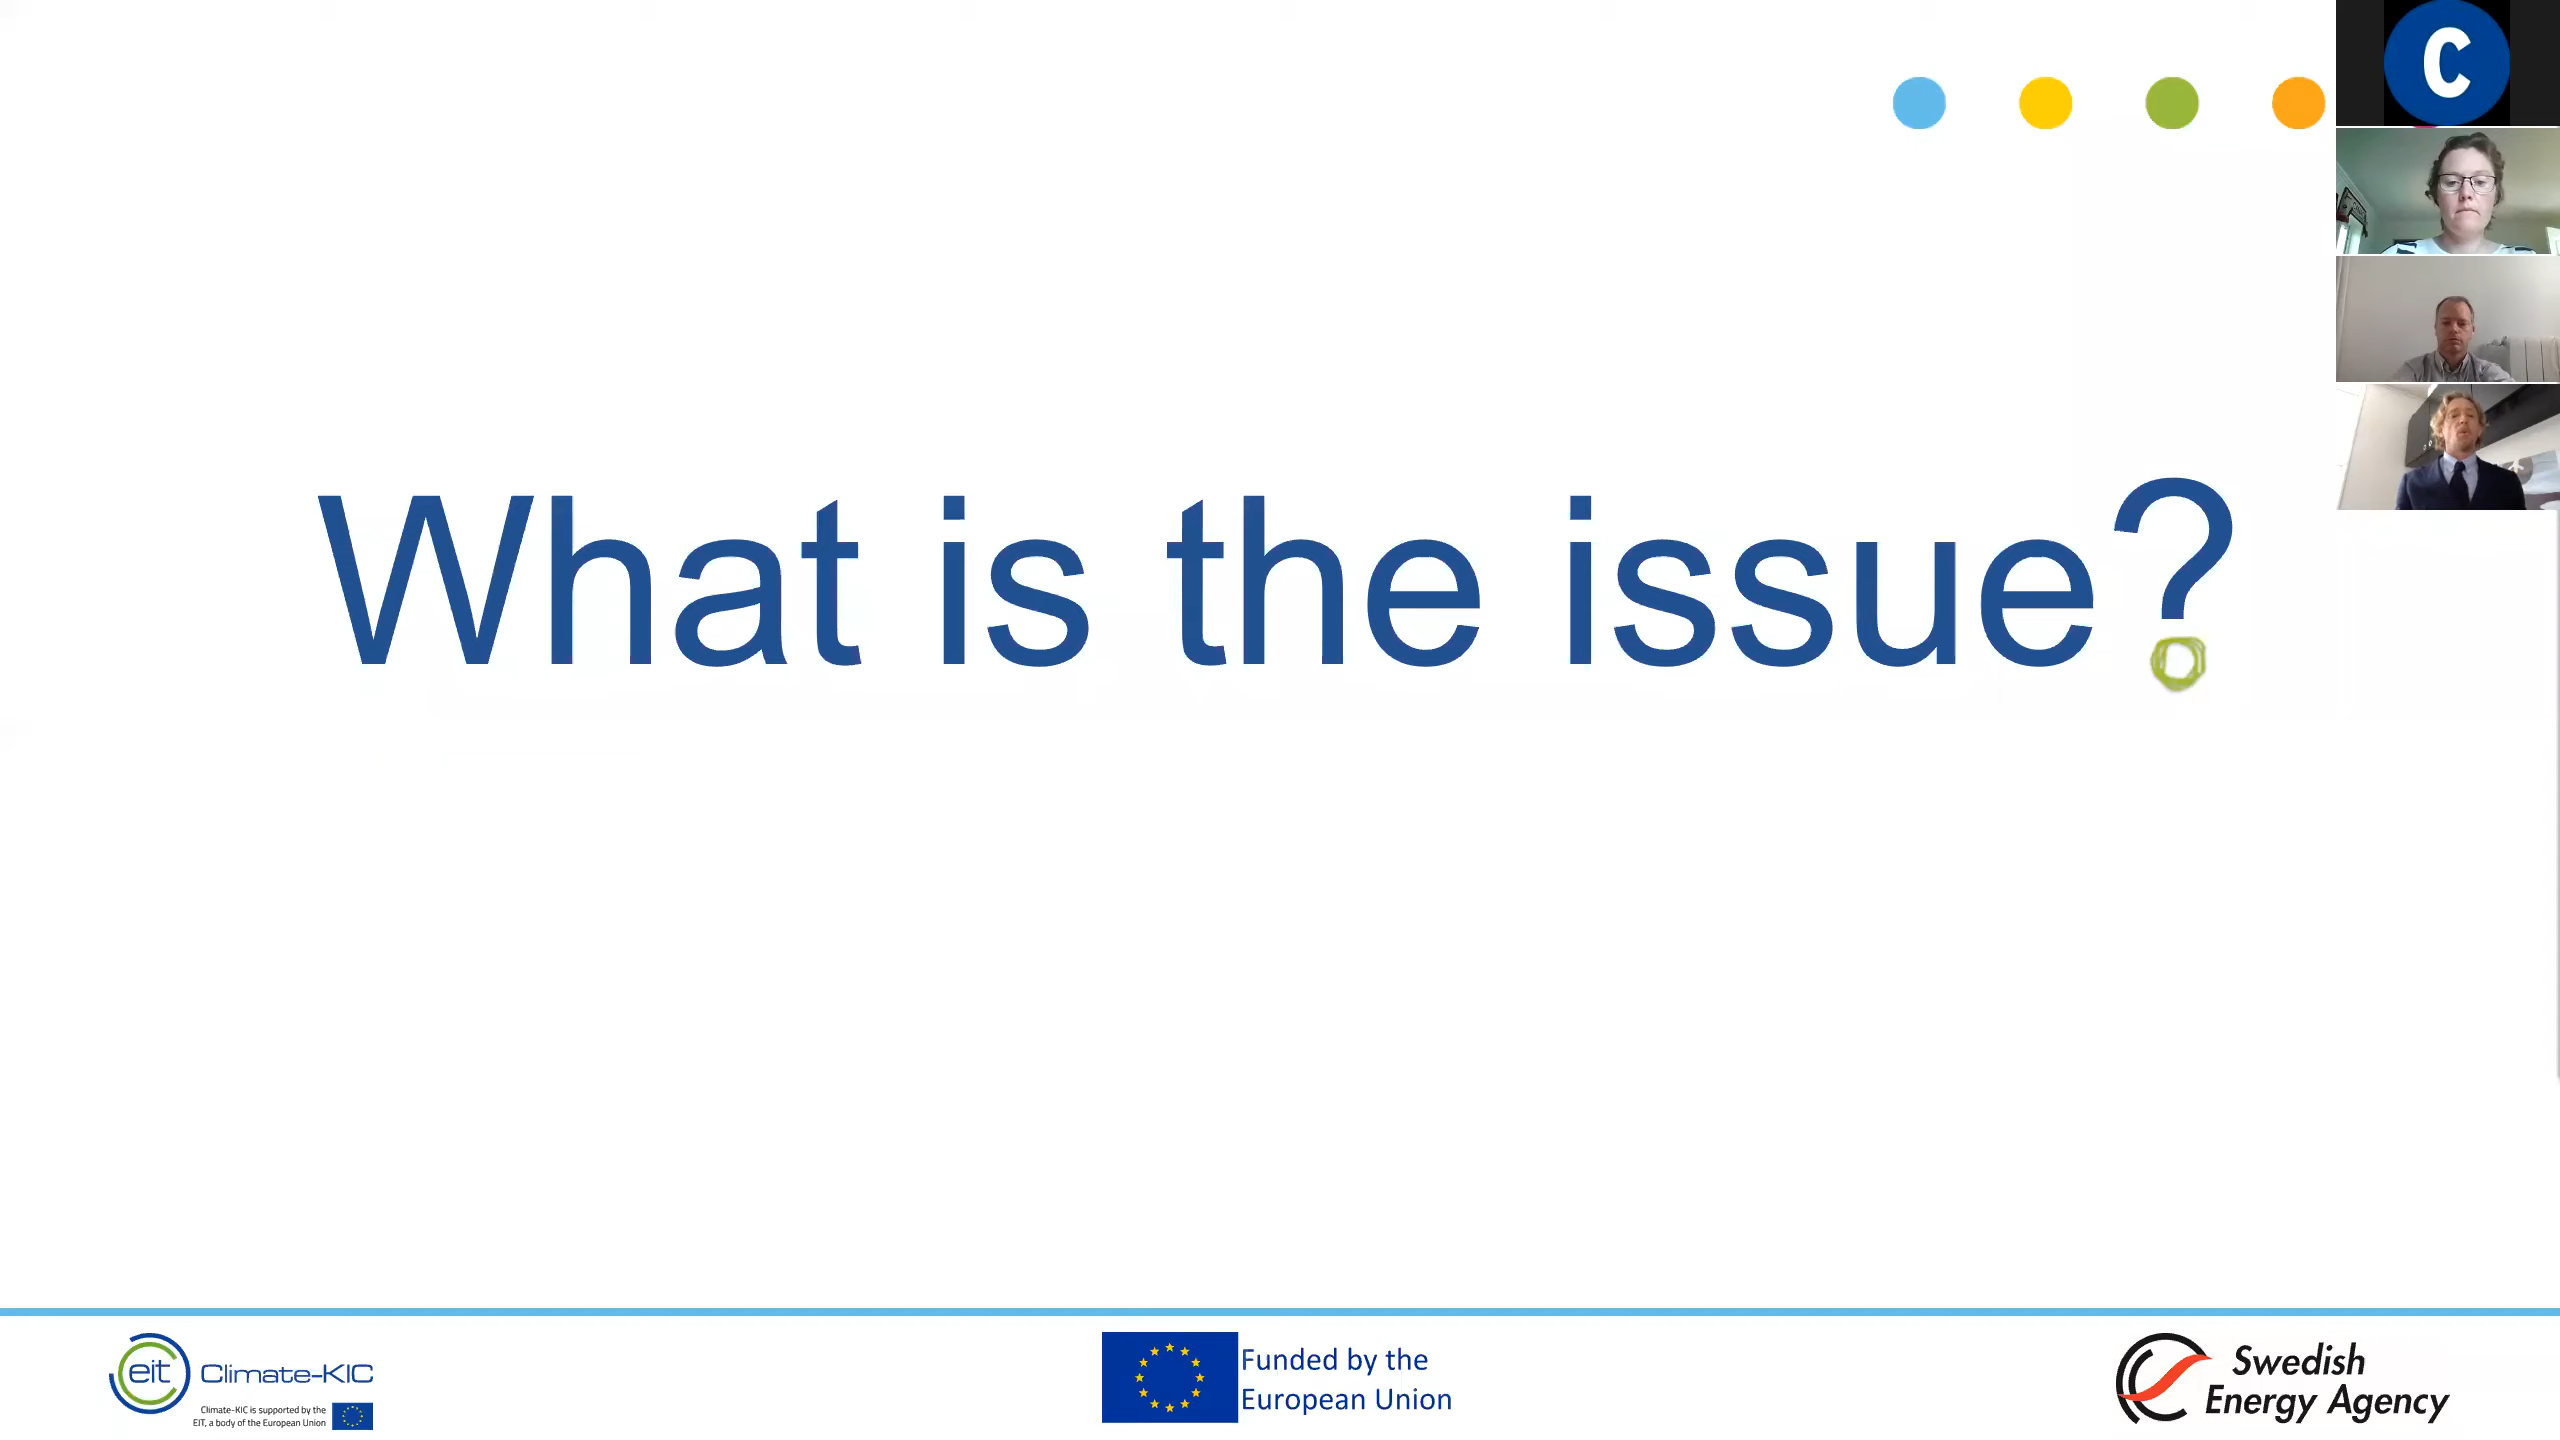 C
What is the issue?
eit Climate-KIC
Climate-KIC is supported by the
EIT, a body of the European Union
Funded by the
European Union
Swedish
Energy Agency